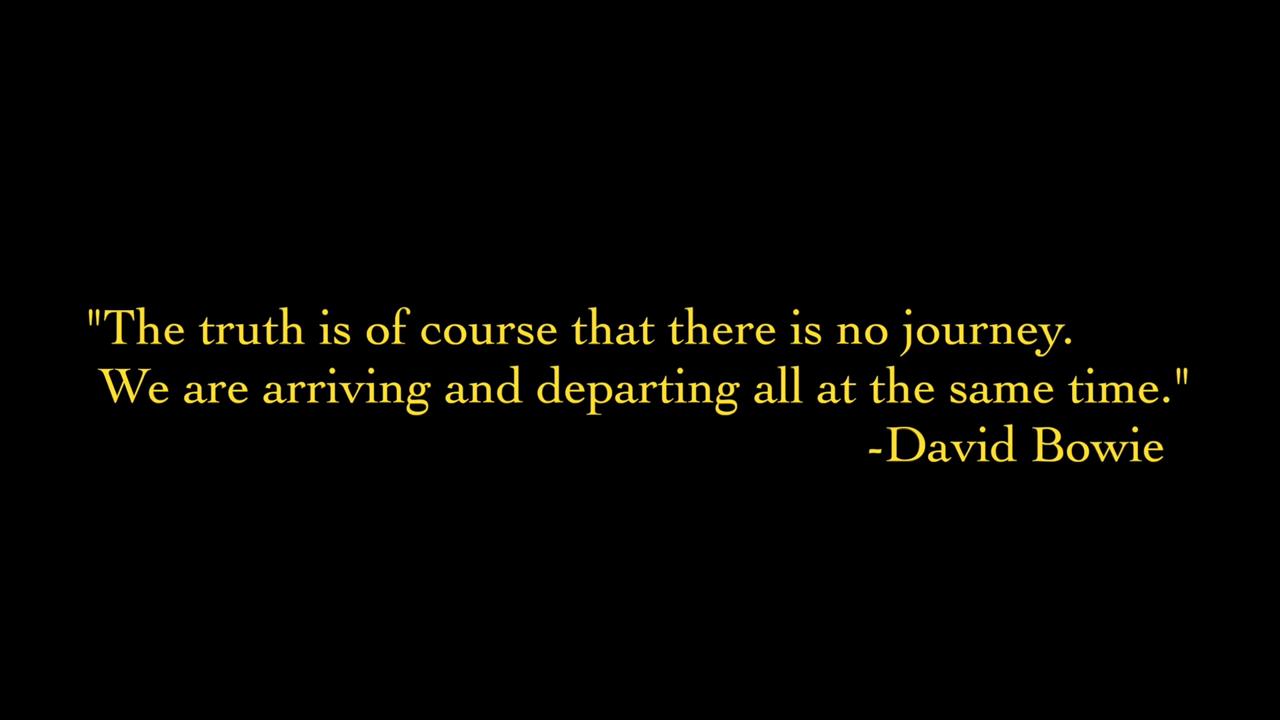 "The truth is of course that there is no journey.
We are arriving and departing all at the same time."
-David Bowie